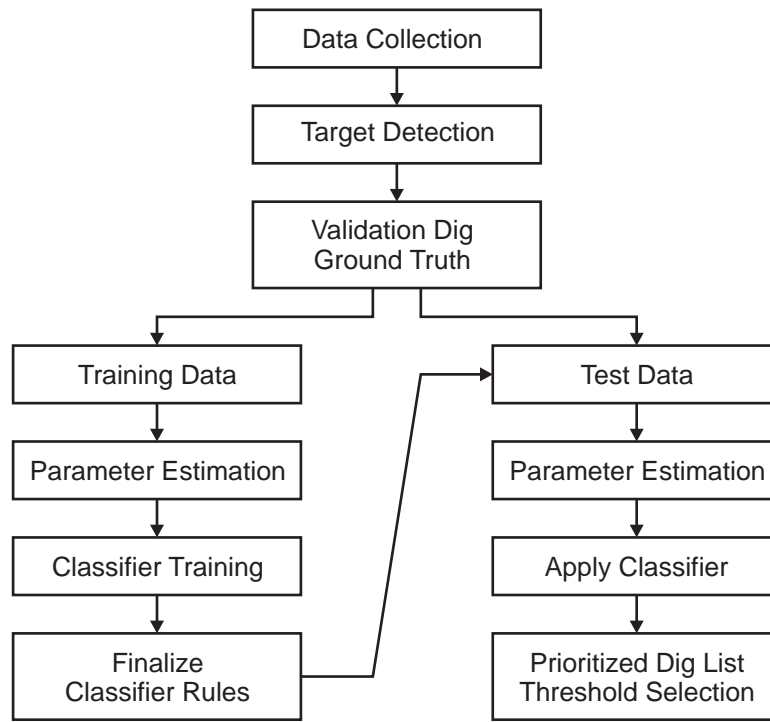 Data Collection
Target Detection
Validation Dig
Ground Truth
Training Data
Parameter Estimation
Classifier Training
Finalize
Classifier Rules
Test Data
Parameter Estimation
Apply Classifier
Prioritized Dig List
Threshold Selection